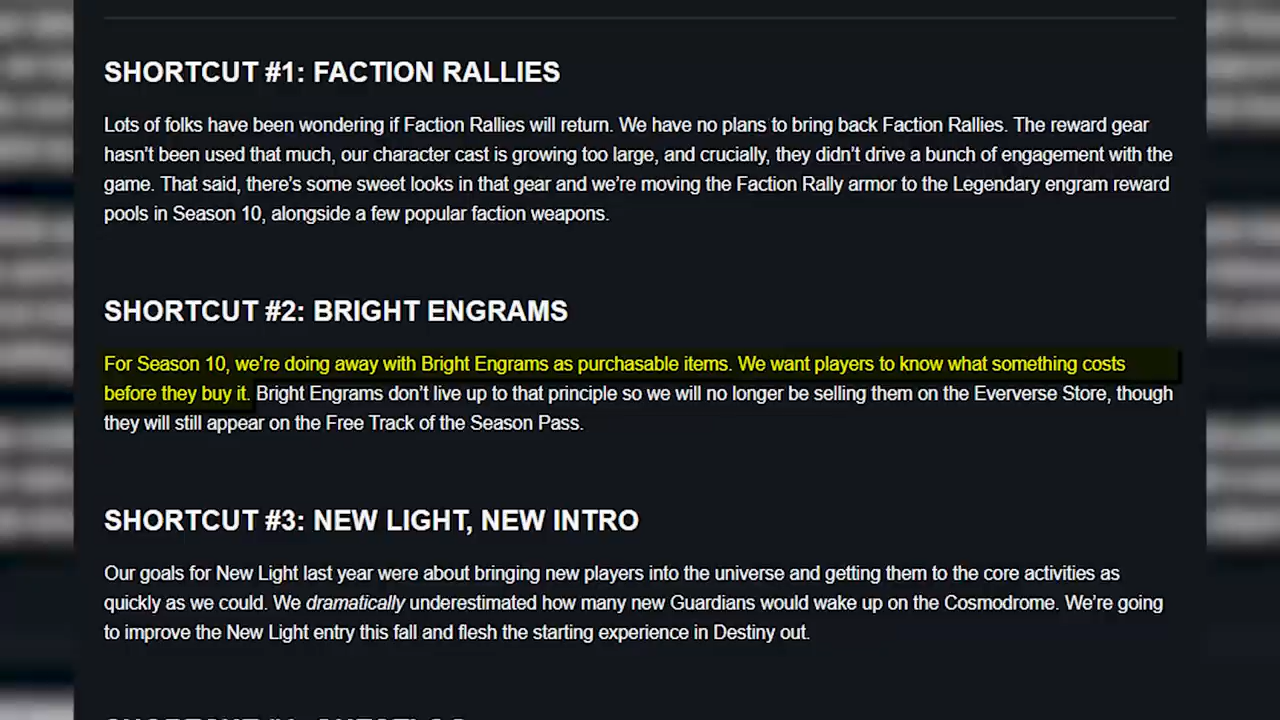 SHORTCUT #1: FACTION RALLIES
Lots of folks have been wondering if Faction Rallies will return. We have no plans to bring back Faction Rallies. The reward gear
hasn't been used that much, our character cast is growing too large, and crucially, they didn't drive a bunch of engagement with the
game. That said, there's some sweet looks in that gear and we're moving the Faction Rally armor to the Legendary engram reward
pools in Season 10, alongside a few popular faction weapons.
SHORTCUT #2: BRIGHT ENGRAMS
For Season 10, we're doing away with Bright Engrams as purchasable items. We want players to know what something costs
before they buy it. Bright Engrams don't live up to that principle so we will no longer be selling them on the Eververse Store, though
they will still appear on the Free Track of the Season Pass.
SHORTCUT #3: NEW LIGHT, NEW INTRO
Our goals for New Light last year were about bringing new players into the universe and getting them to the core activities as
quickly as we could. We dramatically underestimated how many new Guardians would wake up on the Cosmodrome. We're going
to improve the New Light entry this fall and flesh the starting experience in Destiny out.